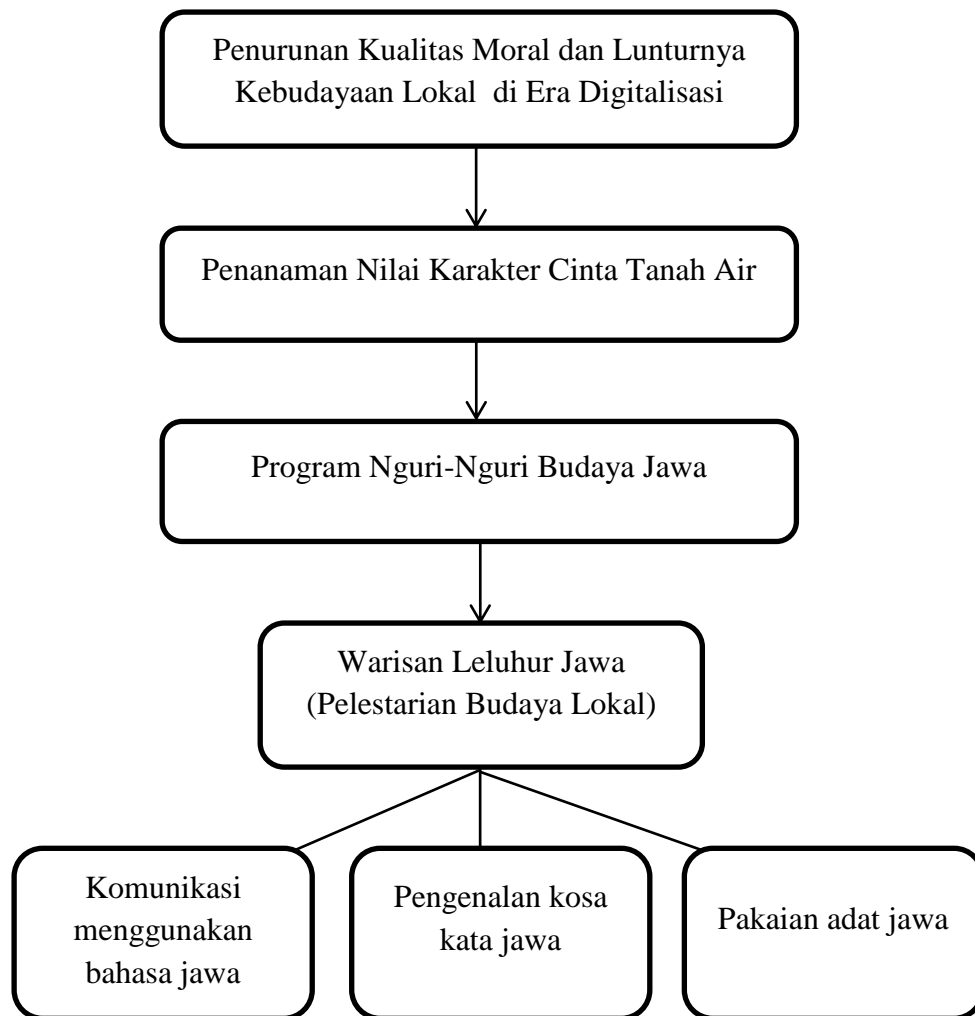 Penurunan Kualitas Moral dan Lunturnya
Kebudayaan Lokal di Era Digitalisasi
Penanaman Nilai Karakter Cinta Tanah Air
Program Nguri-Nguri Budaya Jawa
Warisan Leluhur Jawa
(Pelestarian Budaya Lokal)
Komunikasi
menggunakan
bahasa jawa
Pengenalan kosa
kata jawa
Pakaian adat jawa